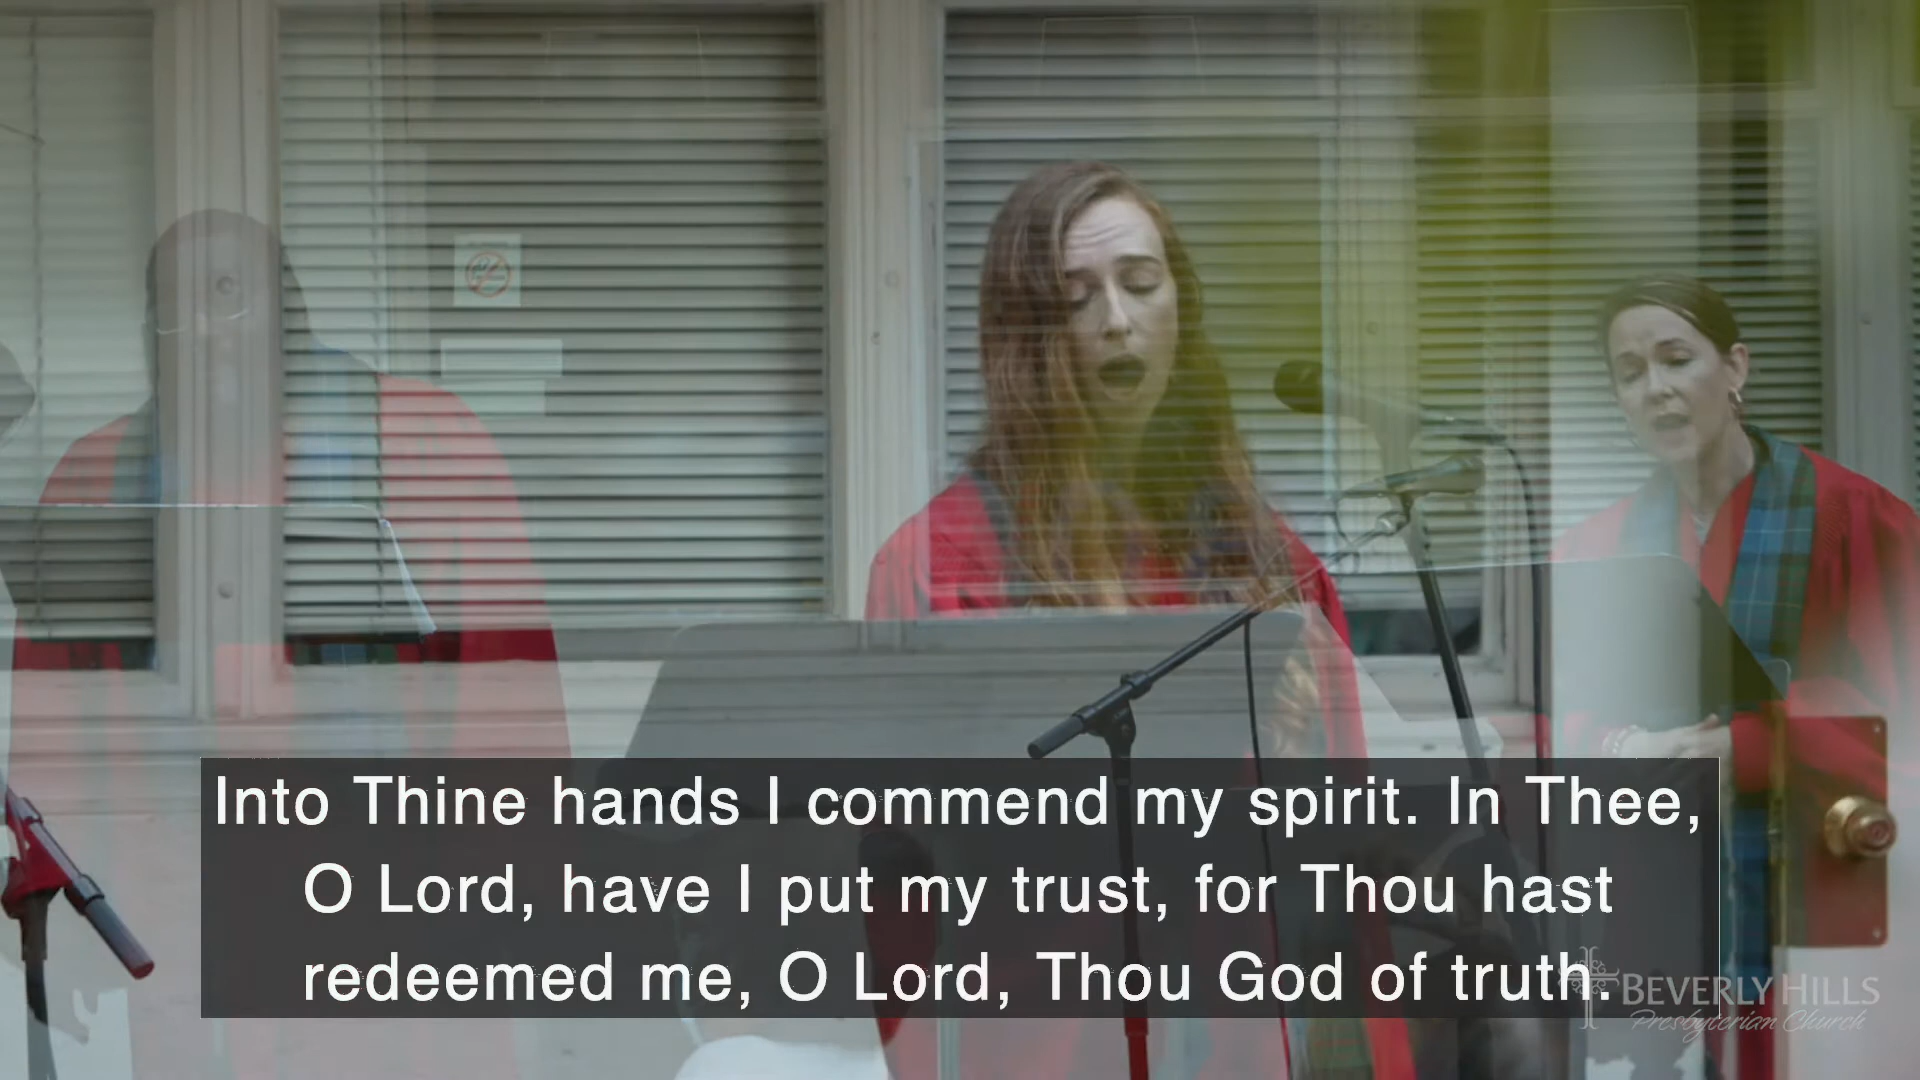 Into Thine hands I commend my spirit. In Thee,
O Lord, have I put my trust, for Thou hast
redeemed me, O Lord, Thou God of truth.
BEVERLY HILLS
Presbyterian Church